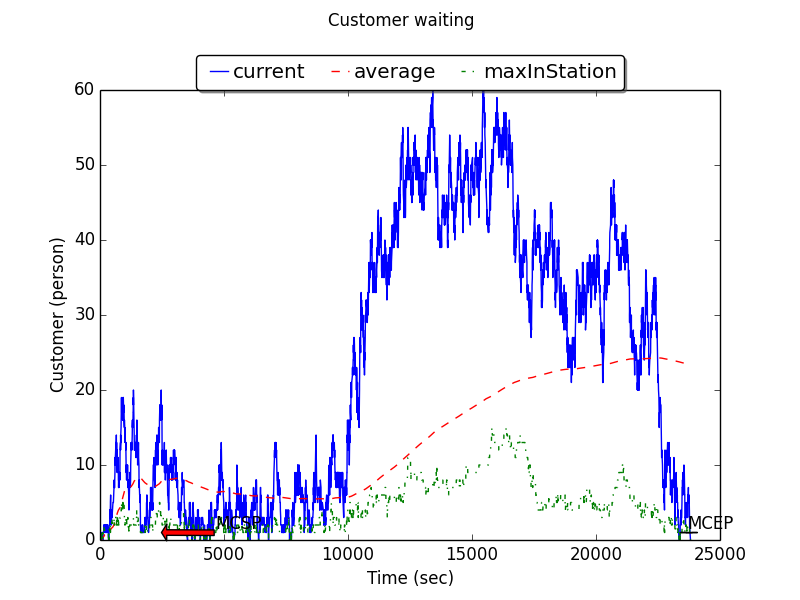 Customer waiting
current average maxInStation
60
50
40
30
20
10
0
Customer (person)
MCSP
MCEP
0 5000 10000 15000 20000 25000
Time (sec)